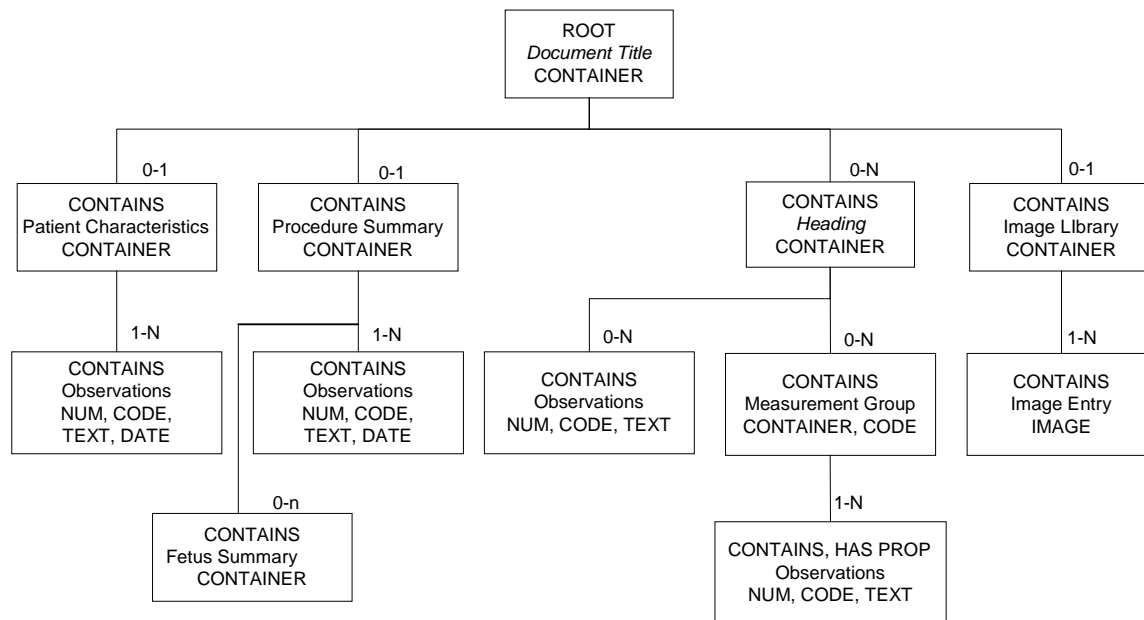 ROOT
Document Title
CONTAINER
0-1
0-1
0-N
0-1
CONTAINS
Patient Characteristics
CONTAINER
CONTAINS
Procedure Summary
CONTAINER
CONTAINS
Heading
CONTAINER
CONTAINS
Image LIbrary
CONTAINER
1-N
1-N
0-N
0-N
1-N
CONTAINS
Observations
NUM, CODE,
TEXT, DATE
CONTAINS
Observations
NUM, CODE,
TEXT, DATE
CONTAINS
Observations
NUM, CODE, TEXT
CONTAINS
Measurement Group
CONTAINER, CODE
CONTAINS
Image Entry
IMAGE
0-n
1-N
CONTAINS
Fetus Summary
CONTAINER
CONTAINS, HAS PROP
Observations
NUM, CODE, TEXT